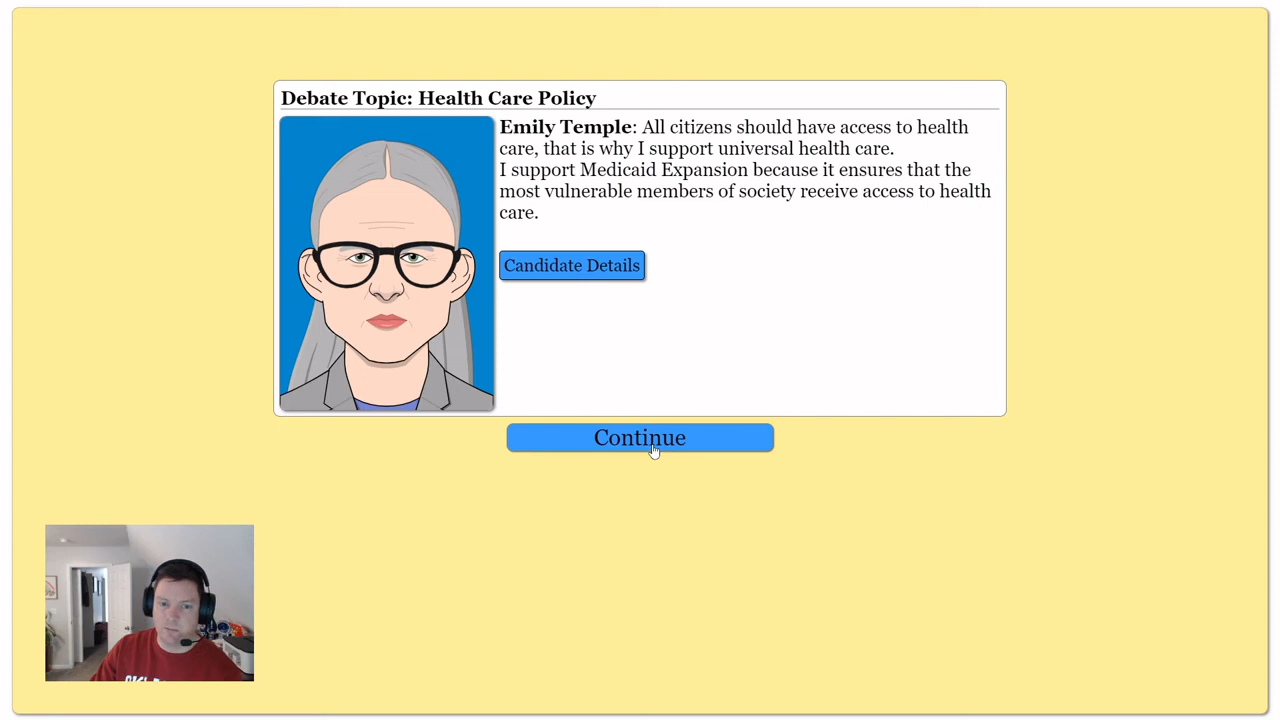 Debate Topic: Health Care Policy
Emily Temple: All citizens should have access to health
care, that is why I support universal health care.
I support Medicaid Expansion because it ensures that the
most vulnerable members of society receive access to health
care.
Candidate Details
Continue